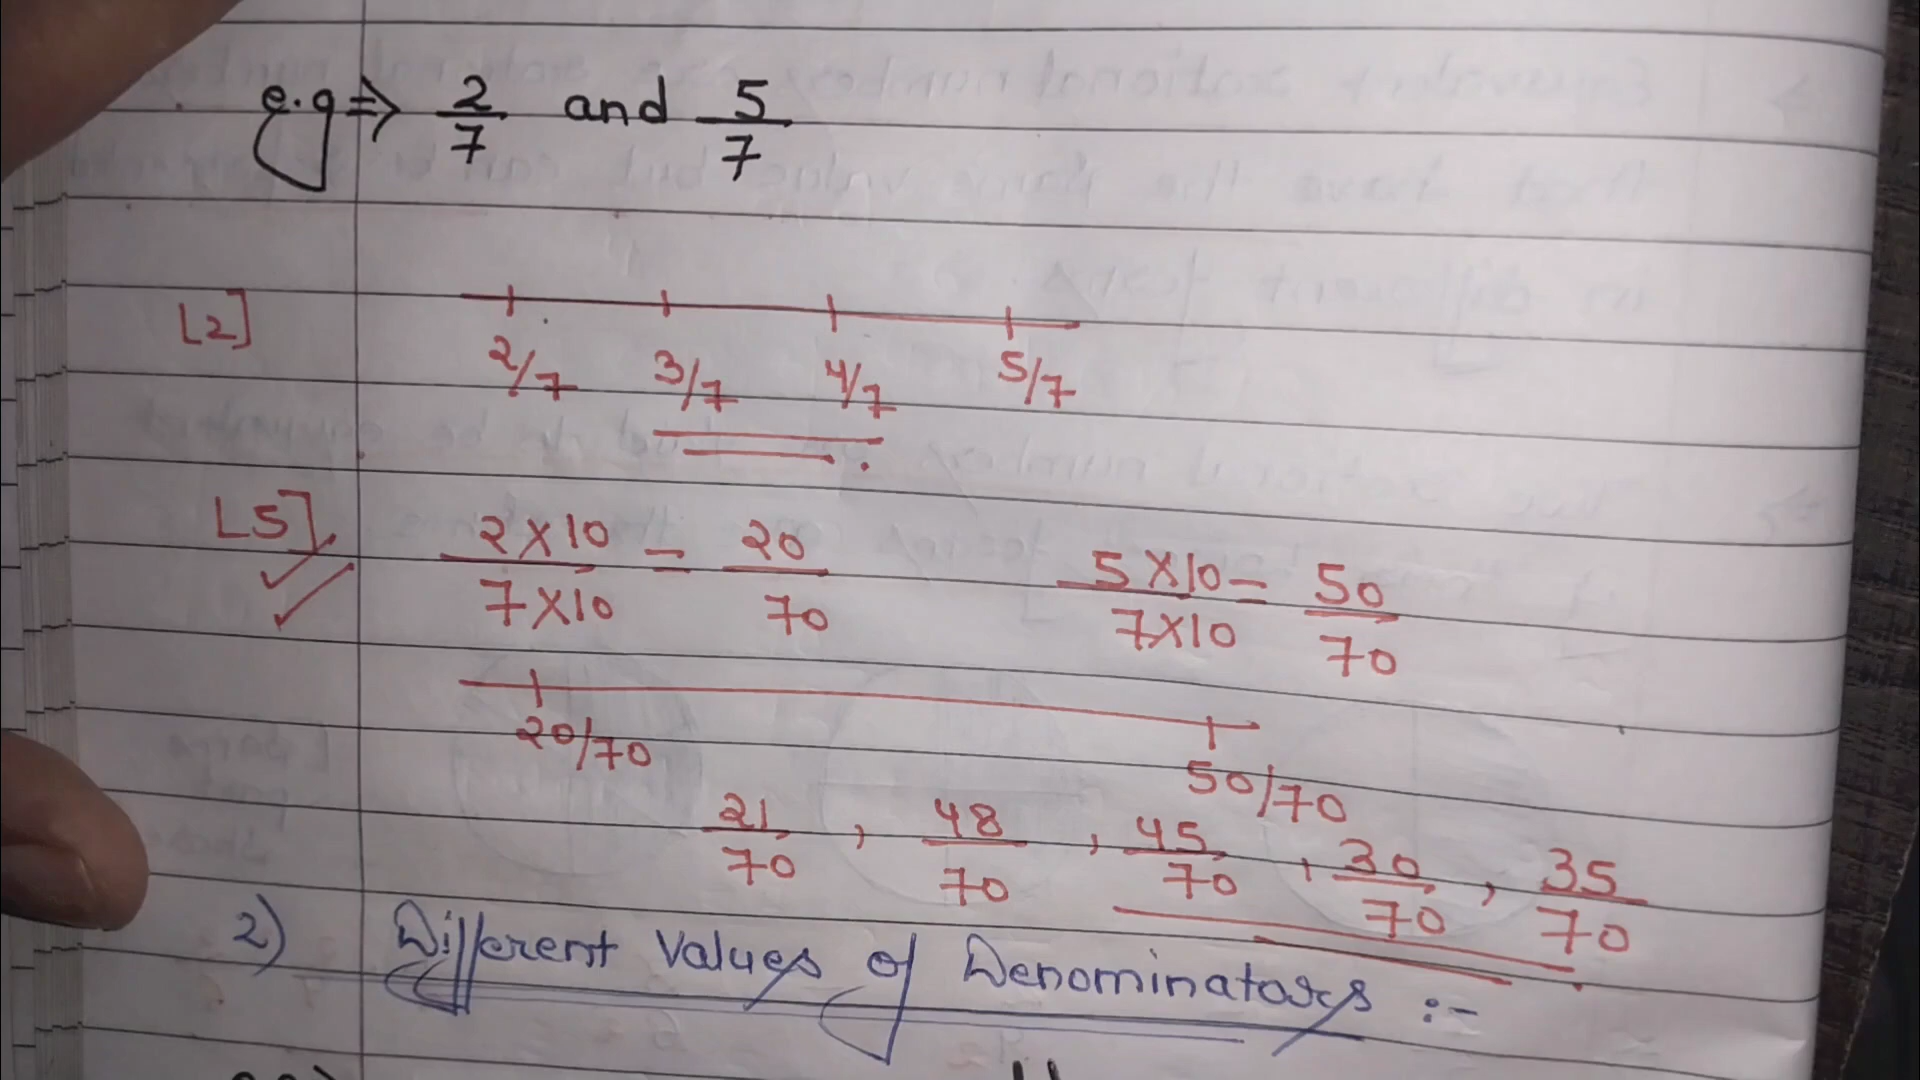 e.g => 2/7 and 5/7
[2]
2/7 3/7 4/7 5/7
[5]
2×10/7×10 = 20/70 5×10/7×10 = 50/70
20/70 50/70
21/70 , 48/70 , 45/70 , 30/70 , 35/70
2) Different Values of Denominators :-